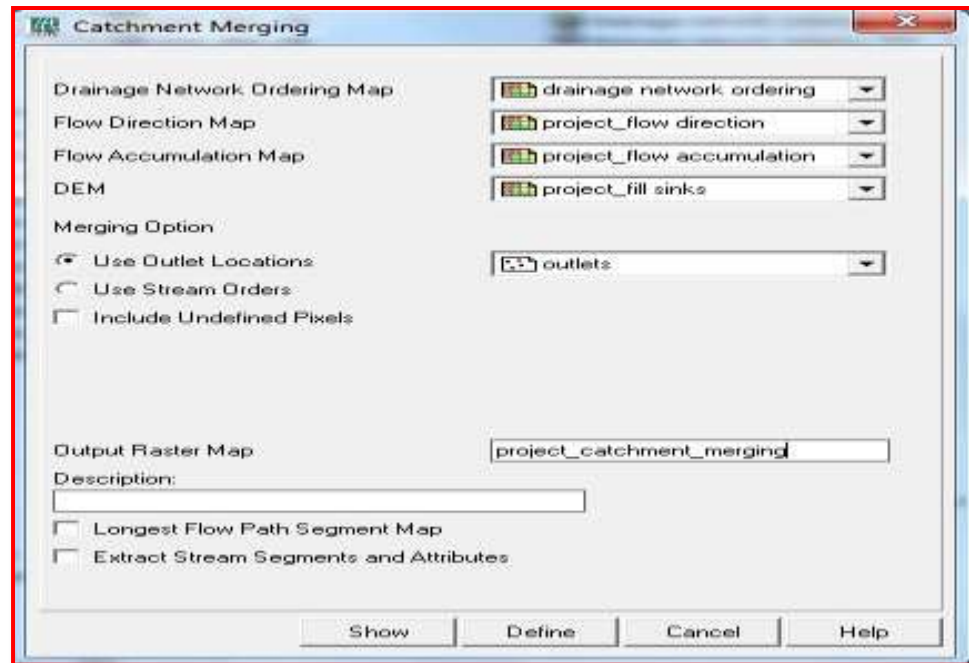 Catchment Merging
Drainage Network Ordering Map drainage network ordering
Flow Direction Map project_flow direction
Flow Accumulation Map project_flow accumulation
DEM project_fill sinks
Merging Option
Use Outlet Locations outlets
Use Stream Orders
Include Undefined Pixels
Output Raster Map project_catchment_merging
Description:
Longest Flow Path Segment Map
Extract Stream Segments and Attributes
Show Define Cancel Help